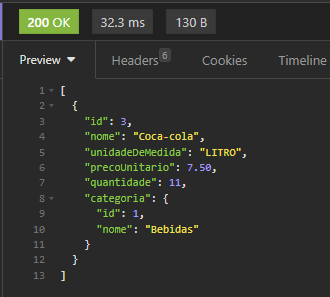 200 OK 32.3 ms 130 B
Preview Headers 6 Cookies Timeline
1 [
2 {
3 "id": 3,
4 "nome": "Coca-cola",
5 "unidadeDeMedida": "LITRO",
6 "precoUnitario": 7.50,
7 "quantidade": 11,
8 "categoria": {
9 "id": 1,
10 "nome": "Bebidas"
11 }
12 }
13 ]